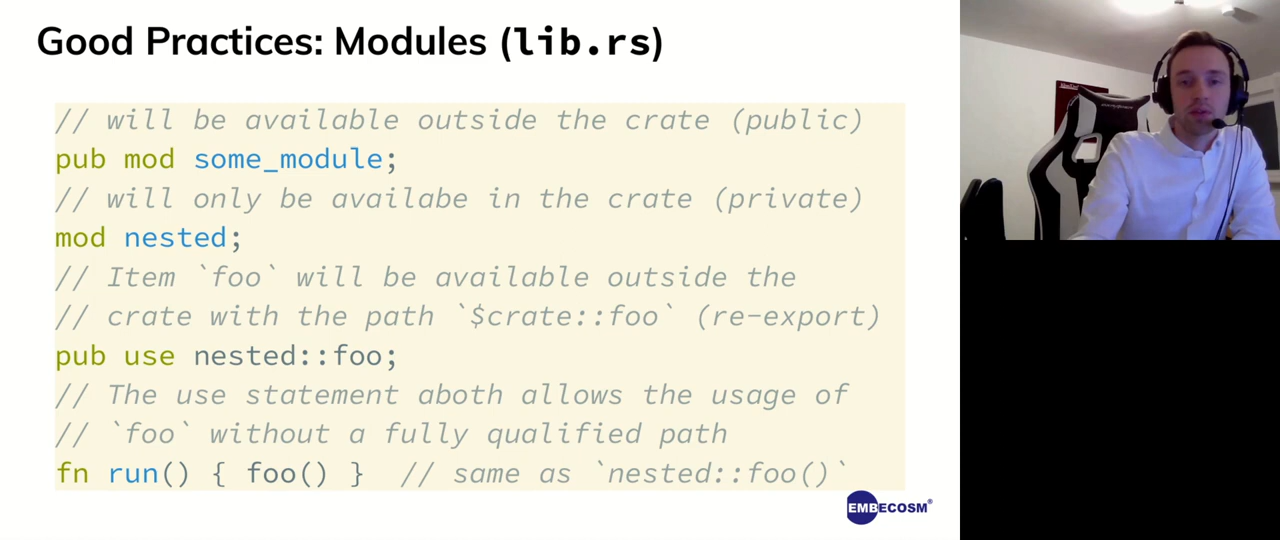 Good Practices: Modules (lib.rs)
// will be available outside the crate (public)
pub mod some_module;
// will only be availabe in the crate (private)
mod nested;
// Item `foo` will be available outside the
// crate with the path `$crate::foo` (re-export)
pub use nested::foo;
// The use statement aboth allows the usage of
// `foo` without a fully qualified path
fn run() { foo() }  // same as `nested::foo()`
EMBECOSM®